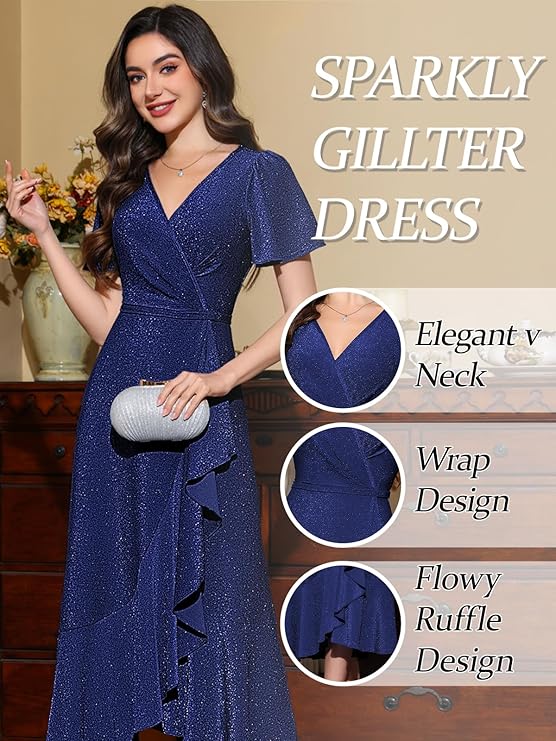 SPARKLY
GILLTER
DRESS
Elegant v
Neck
Wrap
Design
Flowy
Ruffle
Design